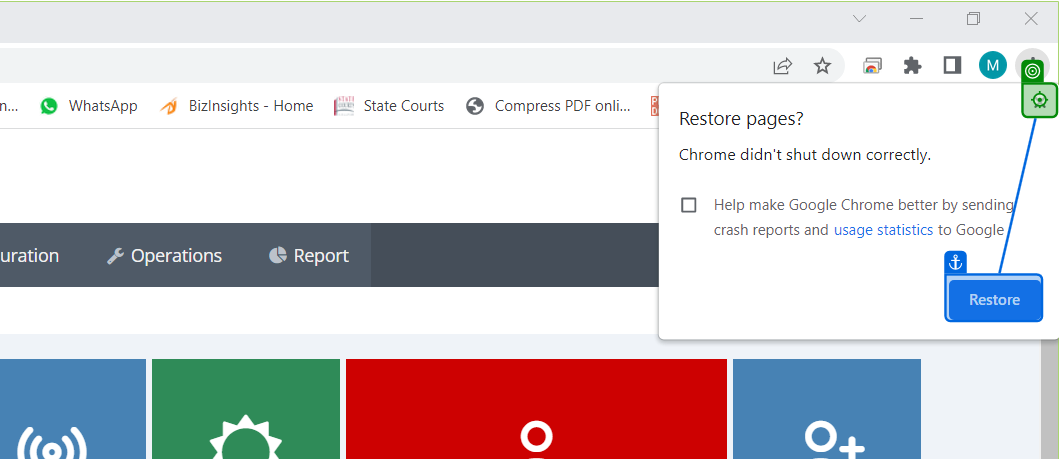 M
n... WhatsApp BizInsights - Home State Courts Compress PDF onli...
Restore pages?
Chrome didn't shut down correctly.
Help make Google Chrome better by sending
crash reports and usage statistics to Google
uration Operations Report
Restore